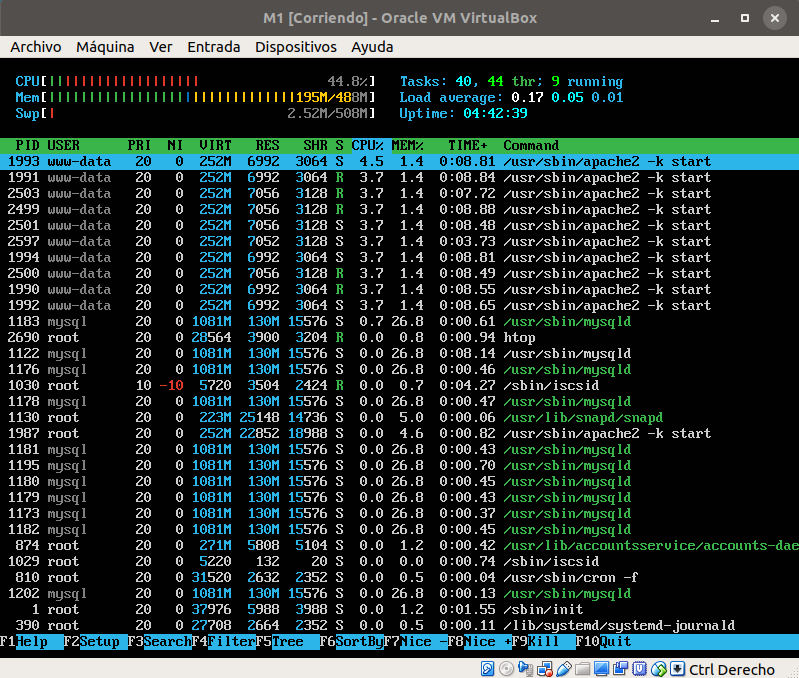 M1 [Corriendo] - Oracle VM VirtualBox
Archivo Máquina Ver Entrada Dispositivos Ayuda
CPU[|||||||||||||||||||| 44.8%] Tasks: 40, 44 thr; 9 running
Mem[||||||||||||||||||||||||||||||||195M/488M] Load average: 0.17 0.05 0.01
Swp[| 2.52M/508M] Uptime: 04:42:39
PID USER PRI NI VIRT RES SHR S CPU% MEM% TIME+ Command
1993 www-data 20 0 252M 6992 3064 S 4.5 1.4 0:08.81 /usr/sbin/apache2 -k start
1991 www-data 20 0 252M 6992 3064 R 3.7 1.4 0:08.84 /usr/sbin/apache2 -k start
2503 www-data 20 0 252M 7056 3128 R 3.7 1.4 0:07.72 /usr/sbin/apache2 -k start
2499 www-data 20 0 252M 7056 3128 R 3.7 1.4 0:08.88 /usr/sbin/apache2 -k start
2501 www-data 20 0 252M 7056 3128 S 3.7 1.4 0:08.48 /usr/sbin/apache2 -k start
2597 www-data 20 0 252M 7052 3128 S 3.7 1.4 0:03.73 /usr/sbin/apache2 -k start
1994 www-data 20 0 252M 6992 3064 S 3.7 1.4 0:08.81 /usr/sbin/apache2 -k start
2500 www-data 20 0 252M 7056 3128 R 3.7 1.4 0:08.49 /usr/sbin/apache2 -k start
1990 www-data 20 0 252M 6992 3064 R 3.7 1.4 0:08.55 /usr/sbin/apache2 -k start
1992 www-data 20 0 252M 6992 3064 S 3.7 1.4 0:08.65 /usr/sbin/apache2 -k start
1183 mysql 20 0 1081M 130M 15576 S 0.7 26.8 0:00.61 /usr/sbin/mysqld
2690 root 20 0 28564 3900 3204 R 0.0 0.8 0:00.94 htop
1122 mysql 20 0 1081M 130M 15576 S 0.0 26.8 0:08.14 /usr/sbin/mysqld
1176 mysql 20 0 1081M 130M 15576 S 0.0 26.8 0:00.46 /usr/sbin/mysqld
1030 root 10 -10 5720 3504 2424 R 0.0 0.7 0:04.27 /sbin/iscsid
1178 mysql 20 0 1081M 130M 15576 S 0.0 26.8 0:00.47 /usr/sbin/mysqld
1130 root 20 0 223M 25148 14736 S 0.0 5.0 0:00.06 /usr/lib/snapd/snapd
1987 root 20 0 252M 22852 18988 S 0.0 4.6 0:00.82 /usr/sbin/apache2 -k start
1181 mysql 20 0 1081M 130M 15576 S 0.0 26.8 0:00.43 /usr/sbin/mysqld
1195 mysql 20 0 1081M 130M 15576 S 0.0 26.8 0:00.70 /usr/sbin/mysqld
1180 mysql 20 0 1081M 130M 15576 S 0.0 26.8 0:00.45 /usr/sbin/mysqld
1179 mysql 20 0 1081M 130M 15576 S 0.0 26.8 0:00.43 /usr/sbin/mysqld
1173 mysql 20 0 1081M 130M 15576 S 0.0 26.8 0:00.37 /usr/sbin/mysqld
1182 mysql 20 0 1081M 130M 15576 S 0.0 26.8 0:00.45 /usr/sbin/mysqld
874 root 20 0 271M 5808 5104 S 0.0 1.2 0:00.42 /usr/lib/accountsservice/accounts-dae
1029 root 20 0 5220 132 20 S 0.0 0.0 0:00.74 /sbin/iscsid
810 root 20 0 31520 2632 2352 S 0.0 0.5 0:00.04 /usr/sbin/cron -f
1202 mysql 20 0 1081M 130M 15576 S 0.0 26.8 0:00.13 /usr/sbin/mysqld
1 root 20 0 37976 5988 3988 S 0.0 1.2 0:01.55 /sbin/init
390 root 20 0 27708 2664 2352 S 0.0 0.5 0:00.11 /lib/systemd/systemd-journald
F1Help F2Setup F3SearchF4FilterF5Tree F6SortByF7Nice -F8Nice +F9Kill F10Quit
Ctrl Derecho